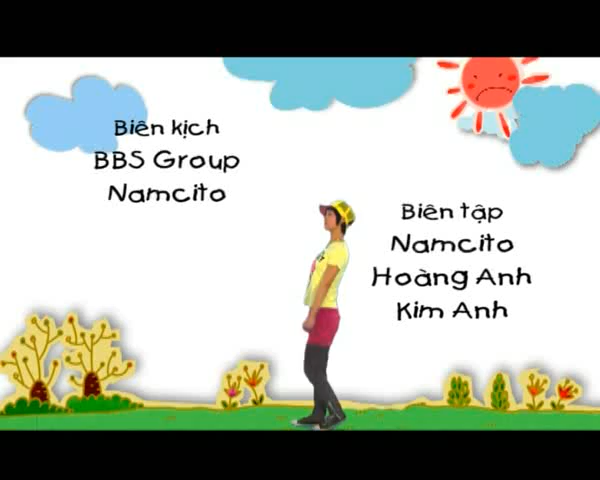 Biên kịch
BBS Group
Namcito
Biên tập
Namcito
Hoàng Anh
Kim Anh